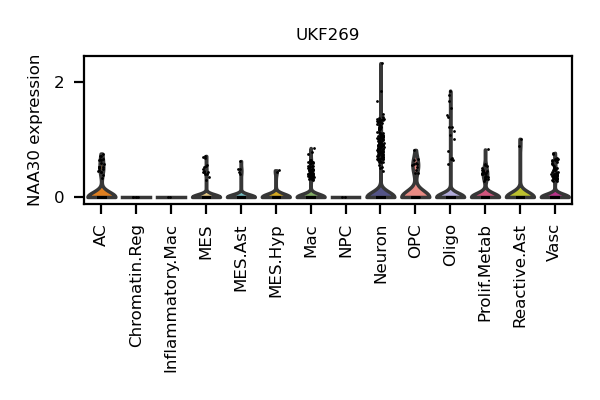 UKF269
NAA30 expression
2
0
AC
Chromatin.Reg
Inflammatory.Mac
MES
MES.Ast
MES.Hyp
Mac
NPC
Neuron
OPC
Oligo
Prolif.Metab
Reactive.Ast
Vasc